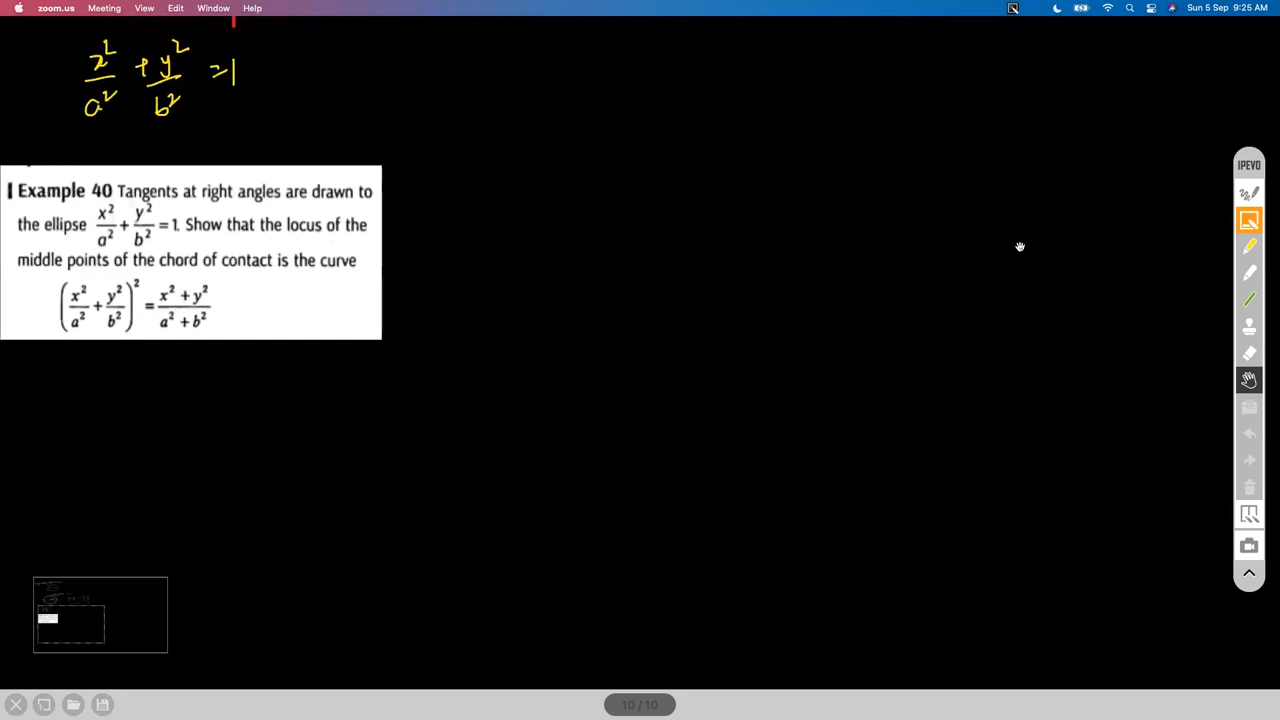 zoom.us Meeting View Edit Window Help Sun 5 Sep 9:25 AM
x²/a² + y²/b² =1
IPEVO
Example 40 Tangents at right angles are drawn to
the ellipse x²/a² + y²/b² = 1. Show that the locus of the
middle points of the chord of contact is the curve
(x²/a² + y²/b²)² = (x² + y²)/(a² + b²)
10 / 10